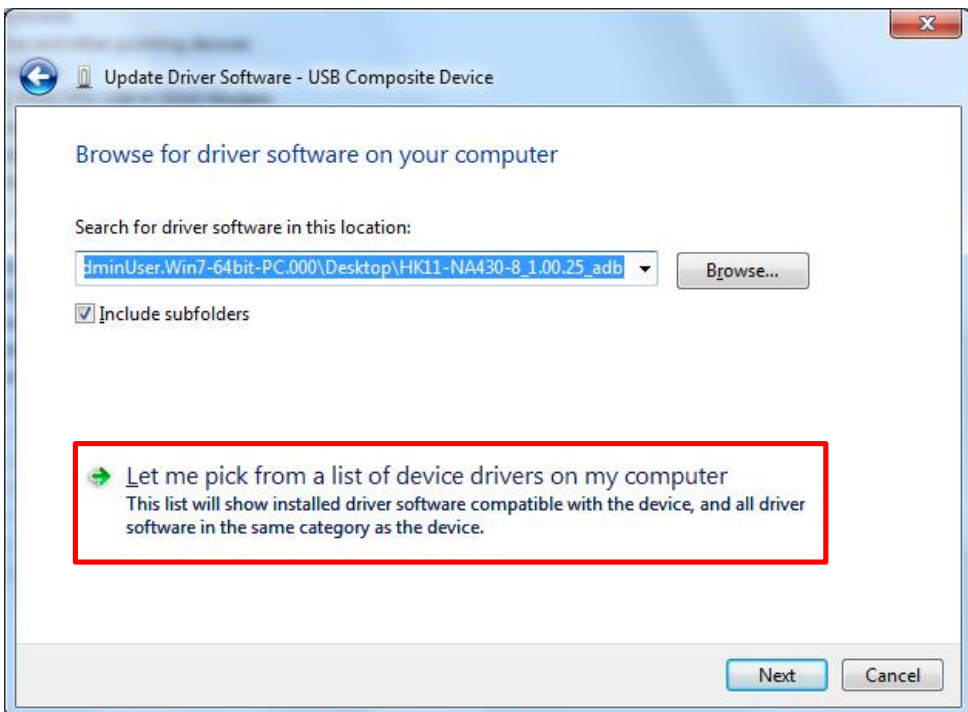 Update Driver Software - USB Composite Device
Browse for driver software on your computer
Search for driver software in this location:
dminUser.Win7-64bit-PC.000\Desktop\HK11-NA430-8_1.00.25_adb
Browse...
Include subfolders
Let me pick from a list of device drivers on my computer
This list will show installed driver software compatible with the device, and all driver
software in the same category as the device.
Next
Cancel